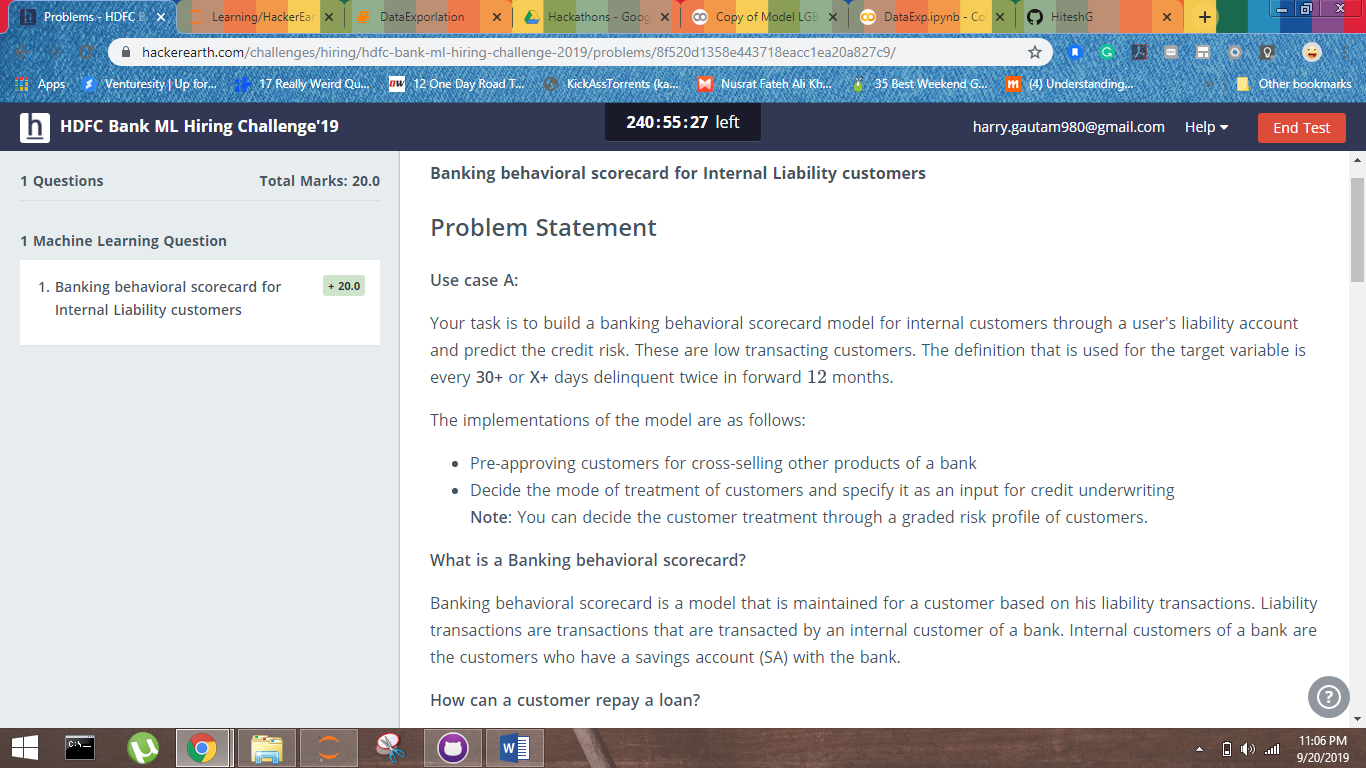 Problems - HDFC B
Learning/HackerEar
DataExporlation
Hackathons - Goog
Copy of Model LGB
DataExp.ipynb - Co
HiteshG
hackerearth.com/challenges/hiring/hdfc-bank-ml-hiring-challenge-2019/problems/8f520d1358e443718eacc1ea20a827c9/
Apps
Venturesity | Up for...
17 Really Weird Qu...
DW
12 One Day Road T...
KickAssTorrents (ka...
Nusrat Fateh Ali Kh...
35 Best Weekend G...
(4) Understanding...
Other bookmarks
h
HDFC Bank ML Hiring Challenge'19
240:55:27 left
harry.gautam980@gmail.com
Help
End Test
1 Questions
Total Marks: 20.0
1 Machine Learning Question
1. Banking behavioral scorecard for
Internal Liability customers
+ 20.0
Banking behavioral scorecard for Internal Liability customers
Problem Statement
Use case A:
Your task is to build a banking behavioral scorecard model for internal customers through a user's liability account
and predict the credit risk. These are low transacting customers. The definition that is used for the target variable is
every 30+ or X+ days delinquent twice in forward 12 months.
The implementations of the model are as follows:
• Pre-approving customers for cross-selling other products of a bank
• Decide the mode of treatment of customers and specify it as an input for credit underwriting
Note: You can decide the customer treatment through a graded risk profile of customers.
What is a Banking behavioral scorecard?
Banking behavioral scorecard is a model that is maintained for a customer based on his liability transactions. Liability
transactions are transactions that are transacted by an internal customer of a bank. Internal customers of a bank are
the customers who have a savings account (SA) with the bank.
How can a customer repay a loan?
11:06 PM
9/20/2019